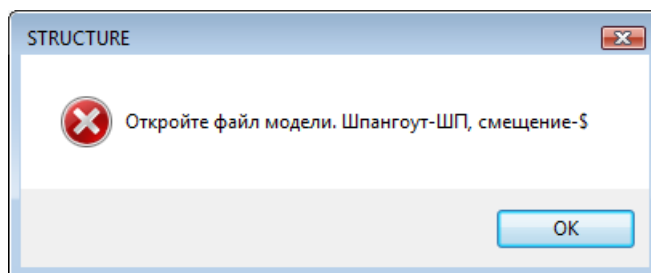 STRUCTURE
Откройте файл модели. Шпангоут-ШП, смещение-$
OK